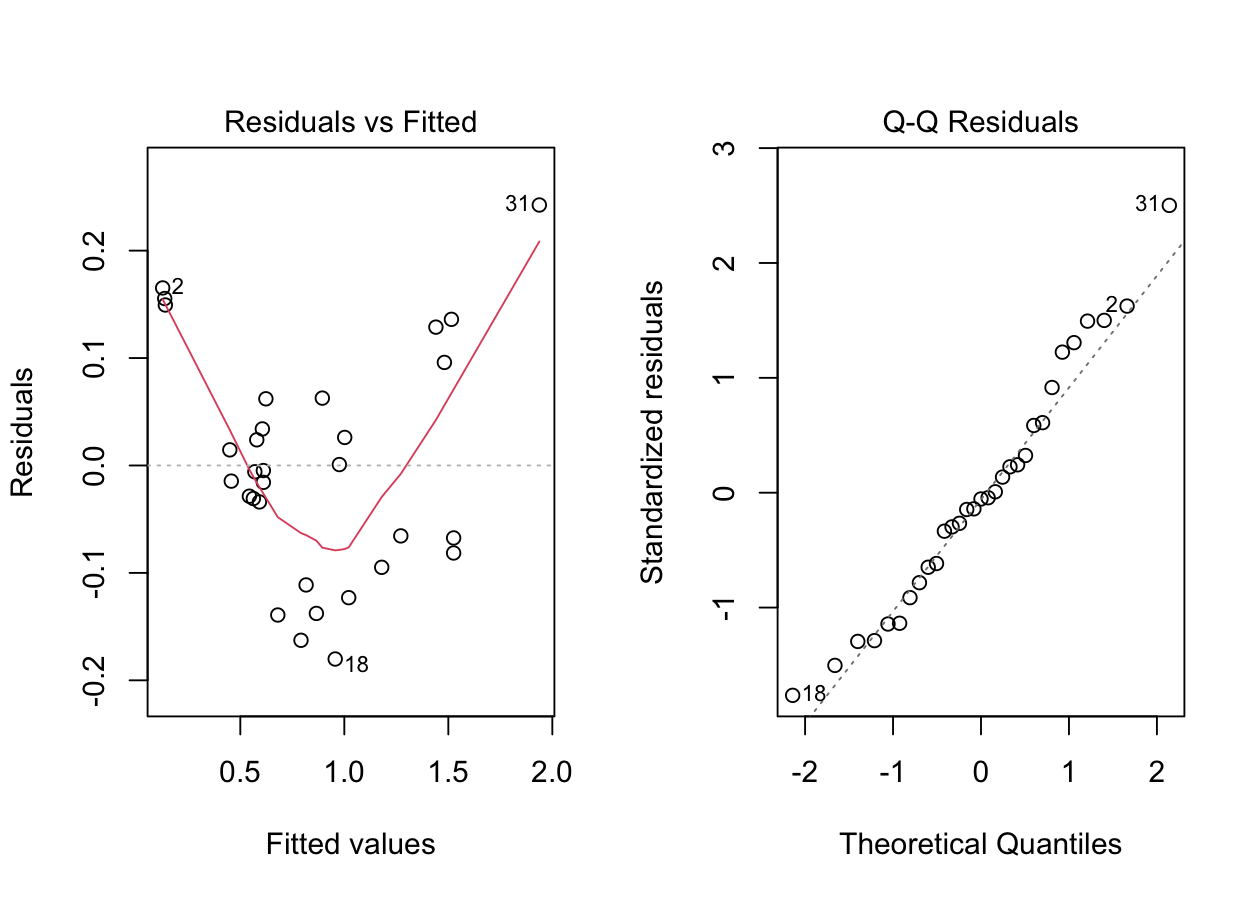 Residuals vs Fitted
31
2
18
0.2
0.1
0.0
-0.1
-0.2
Residuals
0.5 1.0 1.5 2.0
Fitted values
Q-Q Residuals
31
2
18
3
2
1
0
-1
Standardized residuals
-2 -1 0 1 2
Theoretical Quantiles